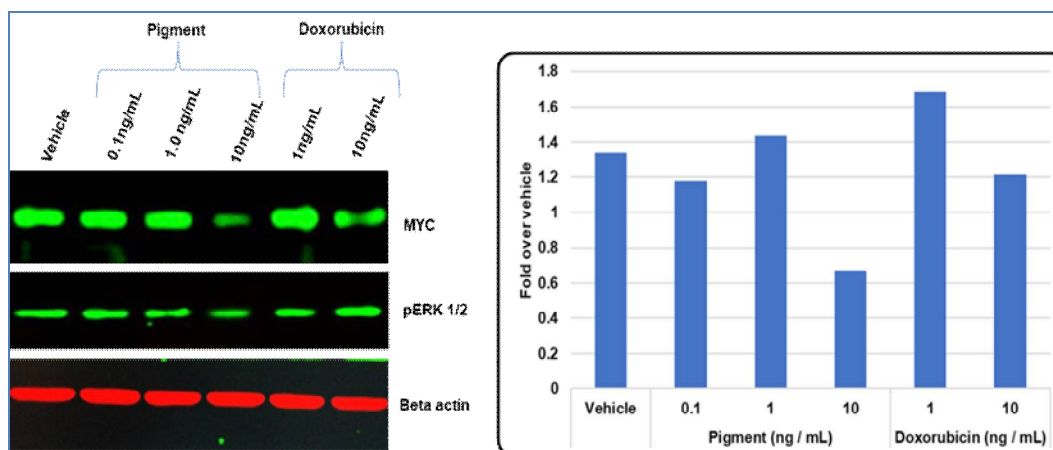 Pigment
Doxorubicin
Vehicle
0.1ng/mL
1.0 ng/mL
10ng/mL
1ng/mL
10ng/mL
MYC
pERK 1/2
Beta actin
Fold over vehicle
1.8
1.6
1.4
1.2
1
0.8
0.6
0.4
0.2
0
Vehicle 0.1 1 10 1 10
Pigment (ng / mL) Doxorubicin (ng / mL)